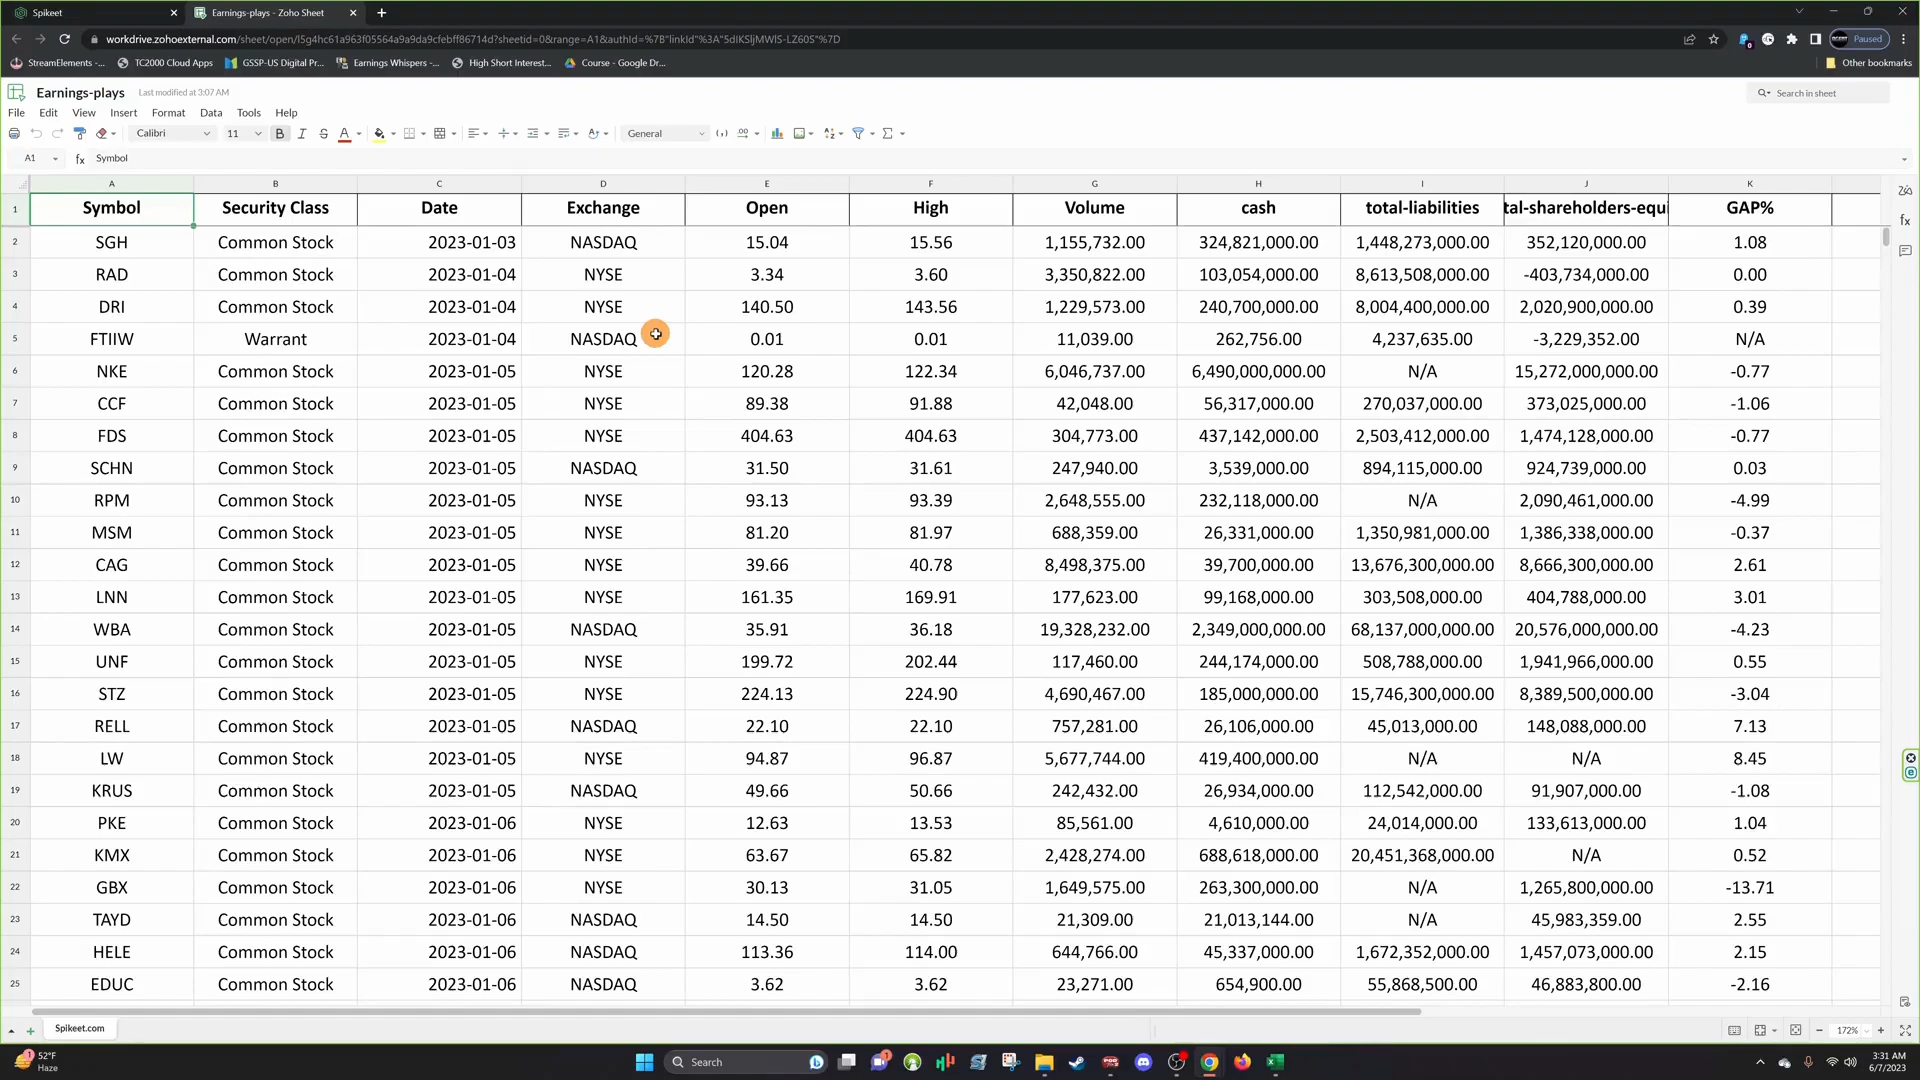 Spikeet
Earnings-plays - Zoho Sheet
workdrive.zohoexternal.com/sheet/open/l5g4hc61a963f05564a9a9da9cfebff86714d?sheetid=0&range=A1&authId=%7B"linkId"%3A"5dIKSljMWlS-LZ60S"%7D
Paused
StreamElements -... TC2000 Cloud Apps GSSP-US Digital Pr... Earnings Whispers -... High Short Interest... Course - Google Dr... Other bookmarks
Earnings-plays Last modified at 3:07 AM Search in sheet
File Edit View Insert Format Data Tools Help
Calibri 11 B I S A General
A1 fx Symbol
A B C D E F G H I J K
1 Symbol Security Class Date Exchange Open High Volume cash total-liabilities tal-shareholders-equi GAP%
2 SGH Common Stock 2023-01-03 NASDAQ 15.04 15.56 1,155,732.00 324,821,000.00 1,448,273,000.00 352,120,000.00 1.08
3 RAD Common Stock 2023-01-04 NYSE 3.34 3.60 3,350,822.00 103,054,000.00 8,613,508,000.00 -403,734,000.00 0.00
4 DRI Common Stock 2023-01-04 NYSE 140.50 143.56 1,229,573.00 240,700,000.00 8,004,400,000.00 2,020,900,000.00 0.39
5 FTIIW Warrant 2023-01-04 NASDAQ 0.01 0.01 11,039.00 262,756.00 4,237,635.00 -3,229,352.00 N/A
6 NKE Common Stock 2023-01-05 NYSE 120.28 122.34 6,046,737.00 6,490,000,000.00 N/A 15,272,000,000.00 -0.77
7 CCF Common Stock 2023-01-05 NYSE 89.38 91.88 42,048.00 56,317,000.00 270,037,000.00 373,025,000.00 -1.06
8 FDS Common Stock 2023-01-05 NYSE 404.63 404.63 304,773.00 437,142,000.00 2,503,412,000.00 1,474,128,000.00 -0.77
9 SCHN Common Stock 2023-01-05 NASDAQ 31.50 31.61 247,940.00 3,539,000.00 894,115,000.00 924,739,000.00 0.03
10 RPM Common Stock 2023-01-05 NYSE 93.13 93.39 2,648,555.00 232,118,000.00 N/A 2,090,461,000.00 -4.99
11 MSM Common Stock 2023-01-05 NYSE 81.20 81.97 688,359.00 26,331,000.00 1,350,981,000.00 1,386,338,000.00 -0.37
12 CAG Common Stock 2023-01-05 NYSE 39.66 40.78 8,498,375.00 39,700,000.00 13,676,300,000.00 8,666,300,000.00 2.61
13 LNN Common Stock 2023-01-05 NYSE 161.35 169.91 177,623.00 99,168,000.00 303,508,000.00 404,788,000.00 3.01
14 WBA Common Stock 2023-01-05 NASDAQ 35.91 36.18 19,328,232.00 2,349,000,000.00 68,137,000,000.00 20,576,000,000.00 -4.23
15 UNF Common Stock 2023-01-05 NYSE 199.72 202.44 117,460.00 244,174,000.00 508,788,000.00 1,941,966,000.00 0.55
16 STZ Common Stock 2023-01-05 NYSE 224.13 224.90 4,690,467.00 185,000,000.00 15,746,300,000.00 8,389,500,000.00 -3.04
17 RELL Common Stock 2023-01-05 NASDAQ 22.10 22.10 757,281.00 26,106,000.00 45,013,000.00 148,088,000.00 7.13
18 LW Common Stock 2023-01-05 NYSE 94.87 96.87 5,677,744.00 419,400,000.00 N/A N/A 8.45
19 KRUS Common Stock 2023-01-05 NASDAQ 49.66 50.66 242,432.00 26,934,000.00 112,542,000.00 91,907,000.00 -1.08
20 PKE Common Stock 2023-01-06 NYSE 12.63 13.53 85,561.00 4,610,000.00 24,014,000.00 133,613,000.00 1.04
21 KMX Common Stock 2023-01-06 NYSE 63.67 65.82 2,428,274.00 688,618,000.00 20,451,368,000.00 N/A 0.52
22 GBX Common Stock 2023-01-06 NYSE 30.13 31.05 1,649,575.00 263,300,000.00 N/A 1,265,800,000.00 -13.71
23 TAYD Common Stock 2023-01-06 NASDAQ 14.50 14.50 21,309.00 21,013,144.00 N/A 45,983,359.00 2.55
24 HELE Common Stock 2023-01-06 NASDAQ 113.36 114.00 644,766.00 45,337,000.00 1,672,352,000.00 1,457,073,000.00 2.15
25 EDUC Common Stock 2023-01-06 NASDAQ 3.62 3.62 23,271.00 654,900.00 55,868,500.00 46,883,800.00 -2.16
Spikeet.com 172%
52°F
Haze
Search
3:31 AM
6/7/2023